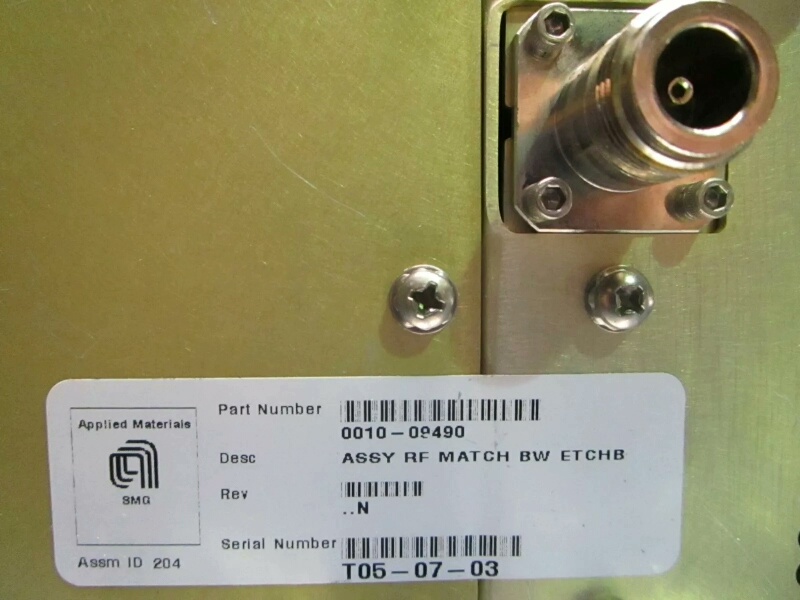 Applied Materials
SMG
Assm ID 204
Part Number
0010-09490
Desc ASSY RF MATCH BW ETCHB
Rev
..N
Serial Number
T05-07-03